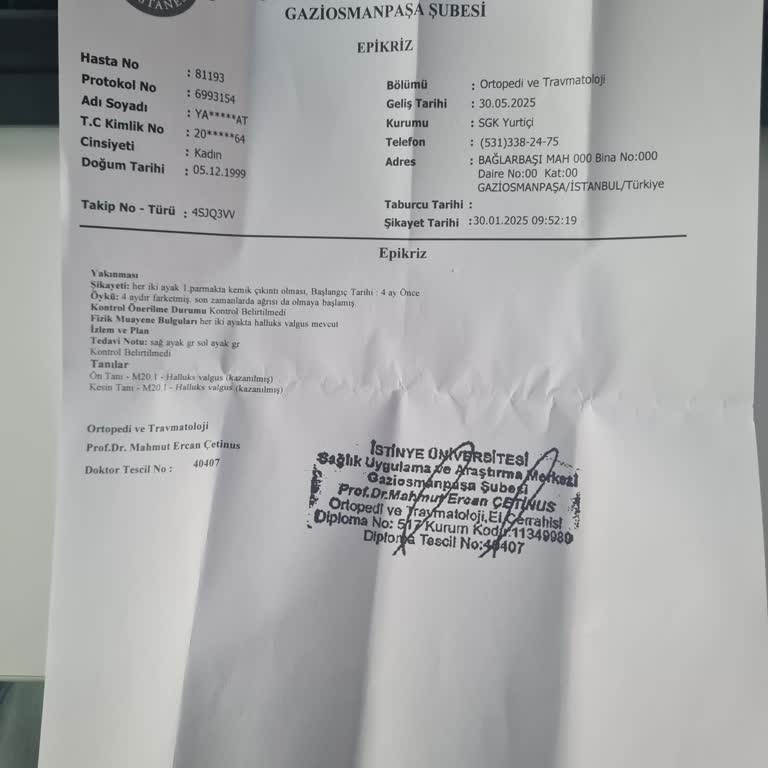 STANE
GAZİOSMANPAŞA ŞUBESİ
EPİKRİZ
Hasta No : 81193
Protokol No : 6993154
Adı Soyadı : YA*****AT
T.C Kimlik No : 20*****64
Cinsiyeti : Kadın
Doğum Tarihi : 05.12.1999
Takip No - Türü : 4SJQ3VV
Bölümü : Ortopedi ve Travmatoloji
Geliş Tarihi : 30.05.2025
Kurumu : SGK Yurtiçi
Telefon : (531)338-24-75
Adres : BAĞLARBAŞI MAH 000 Bina No:000
Daire No:00 Kat:00
GAZİOSMANPAŞA/İSTANBUL/Türkiye
Taburcu Tarihi :
Şikayet Tarihi :30.01.2025 09:52:19
Epikriz
Yakınması
Şikayeti: her iki ayak 1.parmakta kemik çıkıntı olması, Başlangıç Tarihi : 4 ay Önce
Öykü: 4 aydır farketmiş. son zamanlarda ağrısı da olmaya başlamış.
Kontrol Önerilme Durumu Kontrol Belirtilmedi
Fizik Muayene Bulguları her iki ayakta halluks valgus mevcut
İzlem ve Plan
Tedavi Notu: sağ ayak gr sol ayak gr
Kontrol Belirtilmedi
Tanılar
Ön Tanı - M20.1 - Halluks valgus (kazanılmış)
Kesin Tanı - M20.1 - Halluks valgus (kazanılmış)
Ortopedi ve Travmatoloji
Prof.Dr. Mahmut Ercan Çetinus
Doktor Tescil No : 40407
İSTİNYE ÜNİVERSİTESİ
Sağlık Uygulama ve Araştırma Merkezi
Gaziosmanpaşa Şubesi
Prof.Dr.Mahmut Ercan ÇETİNUS
Ortopedi ve Travmatoloji,El Cerrahisi
Diploma No: 517 Kurum Kodu:11349080
Diploma Tescil No:40407